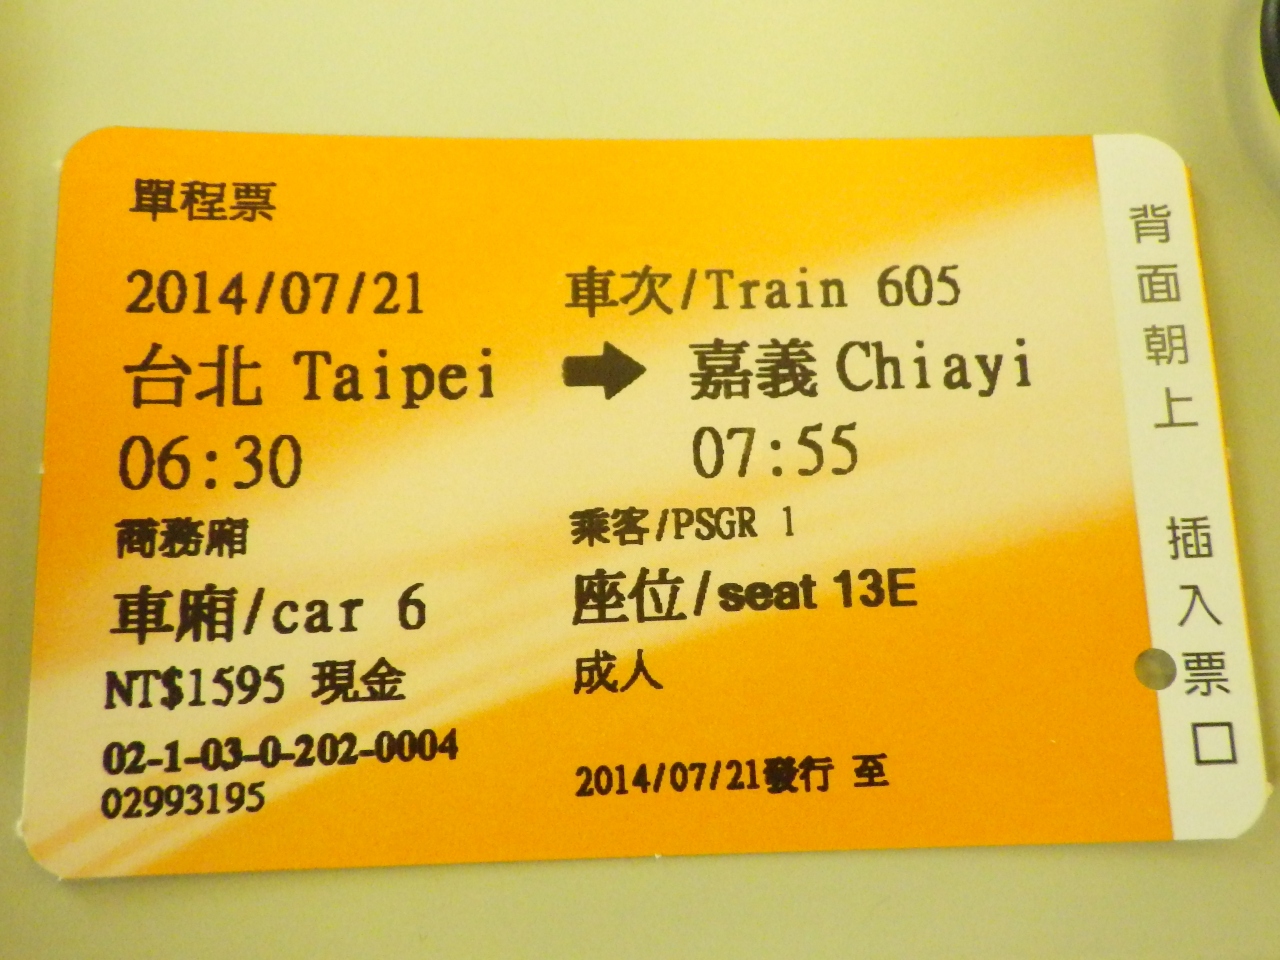 單程票
2014/07/21 車次/Train 605
台北 Taipei → 嘉義 Chiayi
06:30 07:55
商務廂 乘客/PSGR 1
車廂/car 6 座位/seat 13E
NT$1595 現金 成人
02-1-03-0-202-0004
02993195 2014/07/21發行 至
背面朝上 插入票口